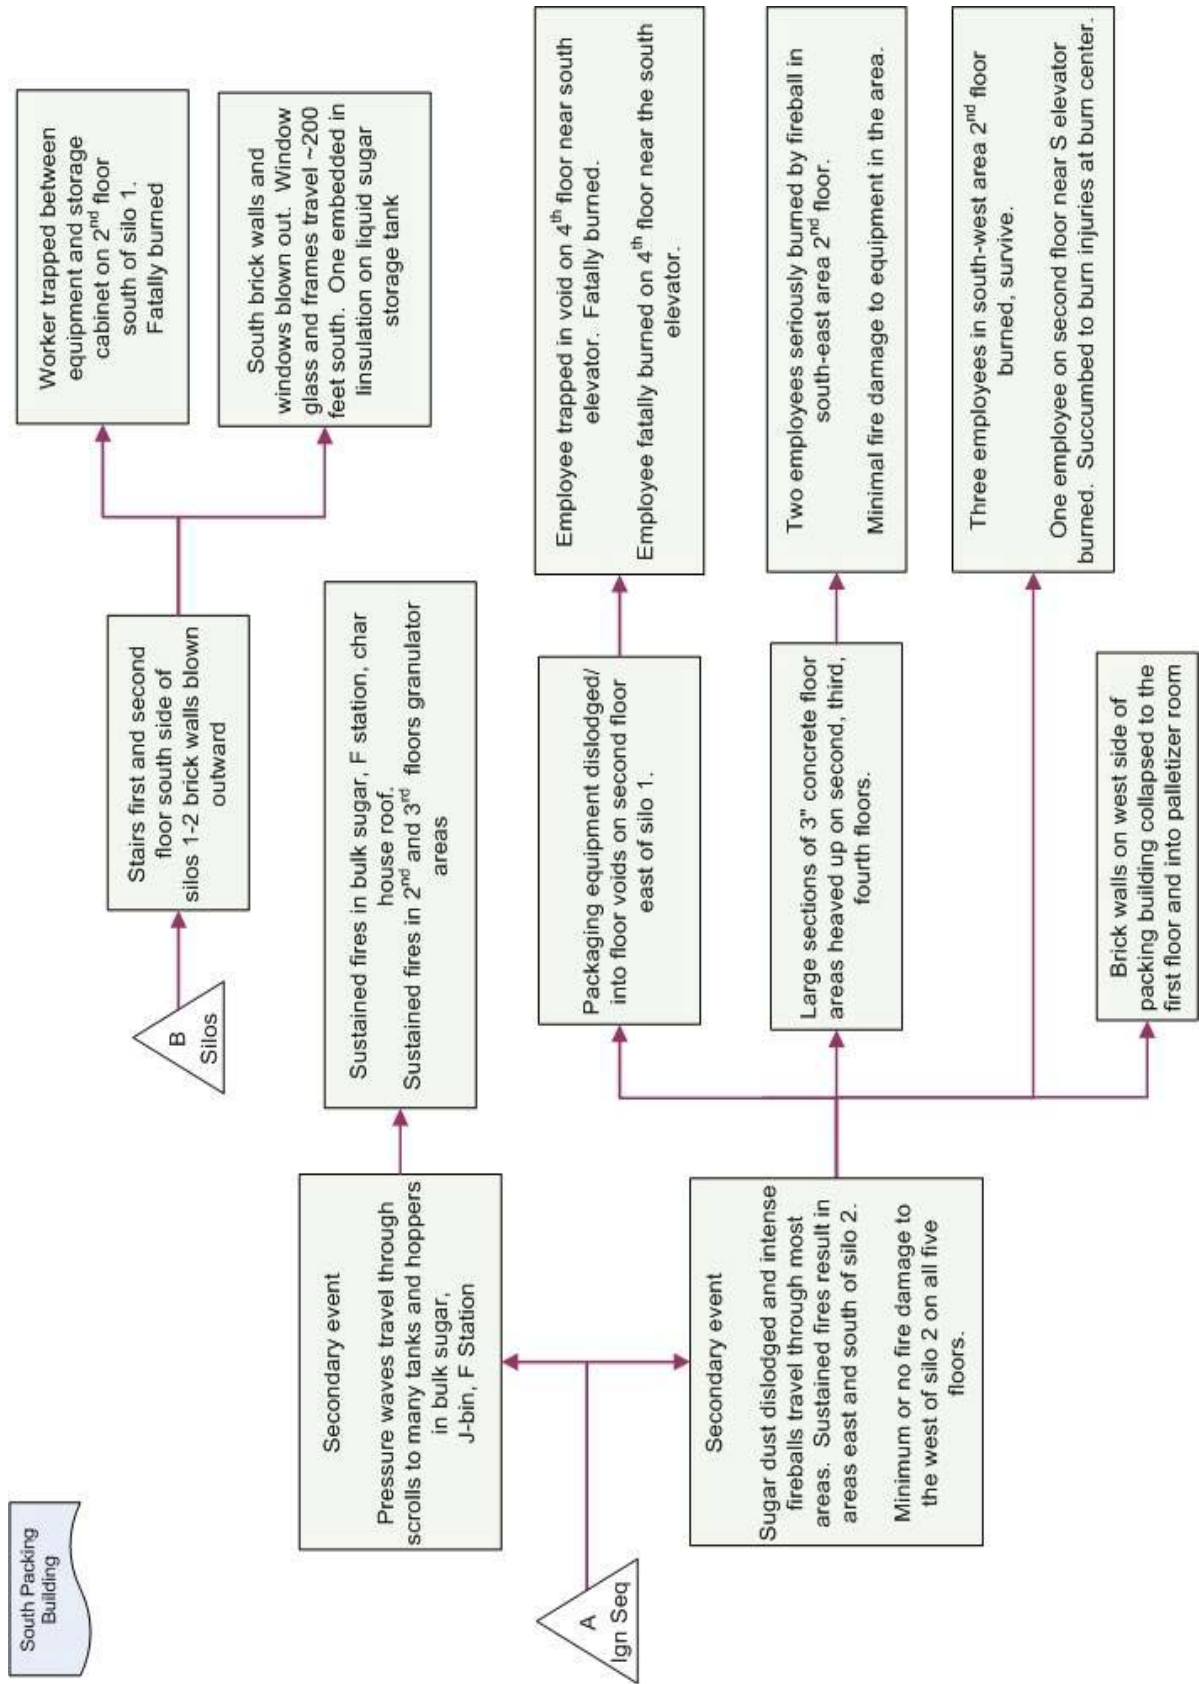 South Packing
Building
B
Silos
Stairs first and second
floor south side of
silos 1-2 brick walls blown
outward
Worker trapped between
equipment and storage
cabinet on 2nd floor
south of silo 1.
Fatally burned
South brick walls and
windows blown out.  Window
glass and frames travel ~200
feet south.  One embeded in
Iinsulation on liquid sugar
storage tank
A
Ign Seq
Secondary event
Pressure waves travel through
scrolls to many tanks and hoppers
in bulk sugar,
J-bin, F Station
Sustained fires in bulk sugar, F station, char
house roof.
Sustained fires in 2nd and 3rd floors granulator
areas
Secondary event
Sugar dust dislodged and intense
fireballs travel through most
areas.  Sustained fires result in
areas east and south of silo 2.
Minimum or no fire damage to
the west of silo 2 on all five
floors.
Packaging equipment dislodged/
into floor voids on second floor
east of silo 1.
Employee trapped in void on 4th floor near south
elevator.  Fatally burned.
Employee fatally burned on 4th floor near the south
elevator.
Large sections of 3" concrete floor
areas heaved up on second, third,
fourth floors.
Two employees seriously burned by fireball in
south-east area 2nd floor.
Minimal fire damage to equipment in the area.
Three employees in south-west area 2nd floor
burned, survive.
One employee on second floor near S elevator
burned.  Succumbed to burn injuries at burn center.
Brick walls on west side of
packing building collapsed to the
first floor and into palletizer room